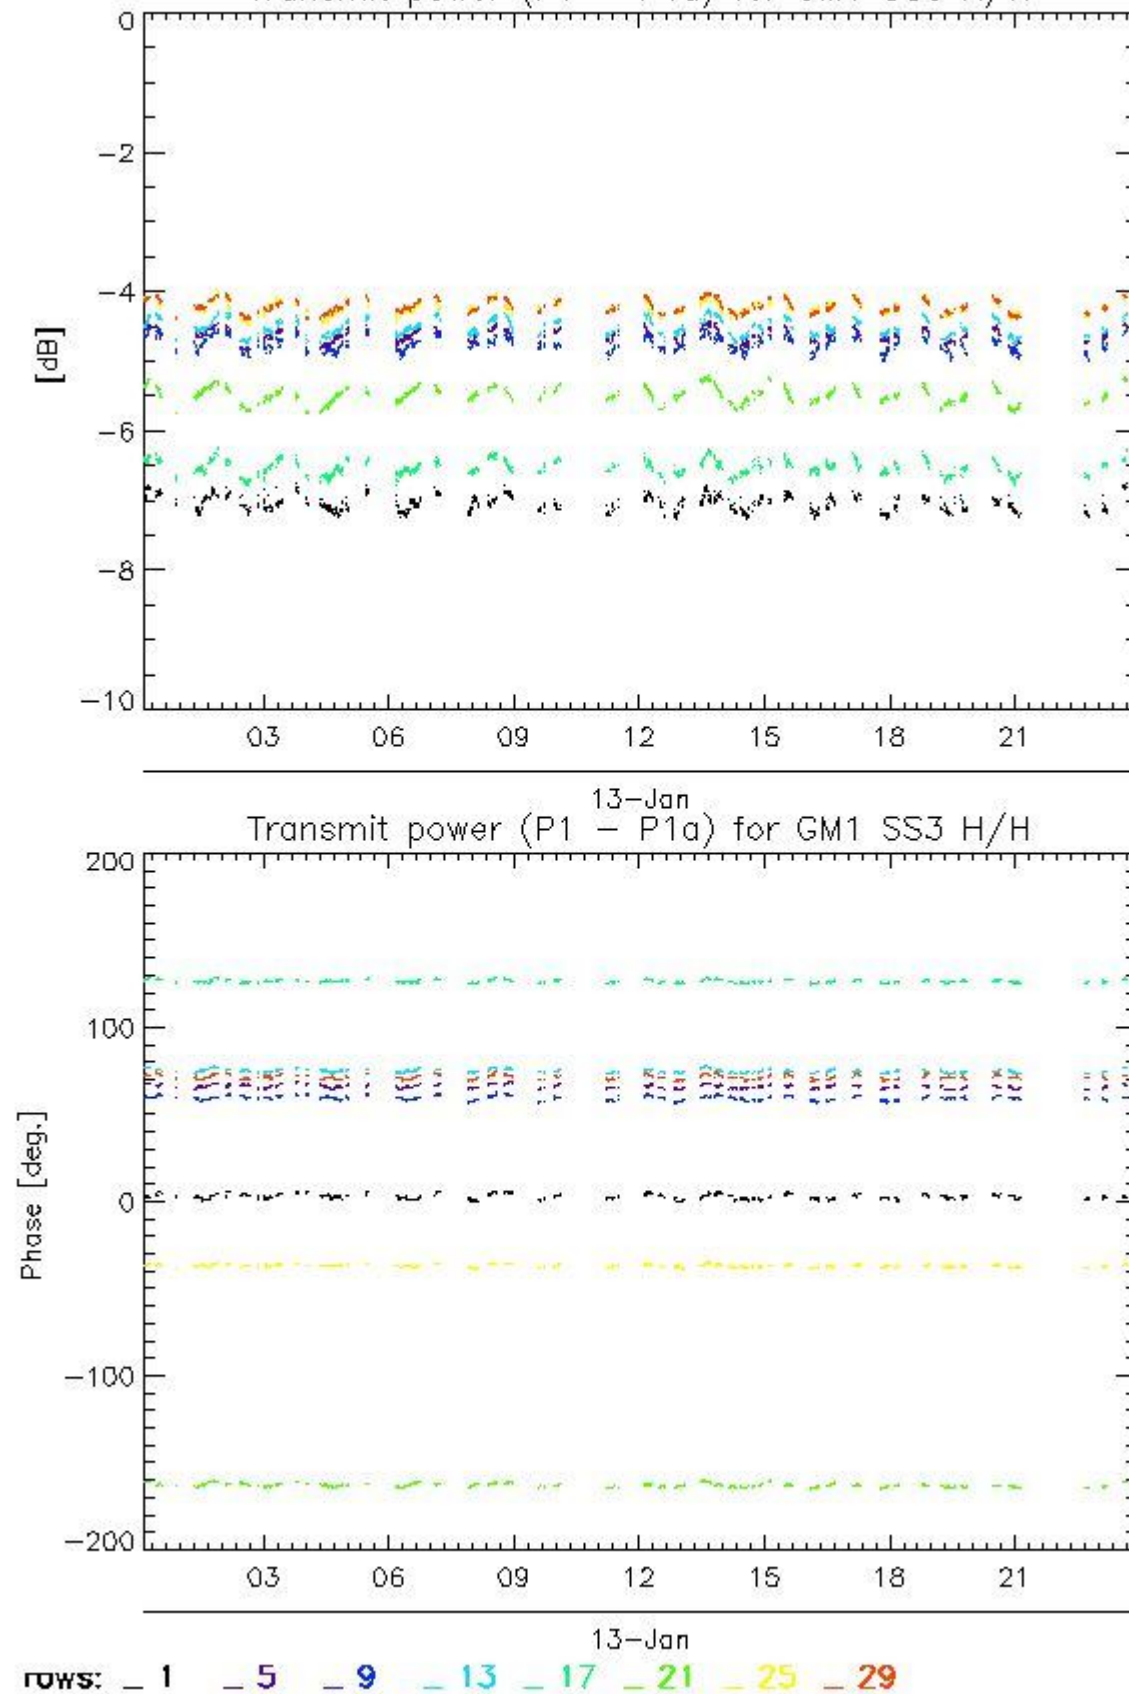 0
−2
−4
[dB]
−6
−8
−10
03 06 09 12 15 18 21
13−Jan
Transmit power (P1 − P1a) for GM1 SS3 H/H
200
100
Phase [deg.]
0
−100
−200
03 06 09 12 15 18 21
13−Jan
rows: _ 1 _ 5 _ 9 _ 13 _ 17 _ 21 _ 25 _ 29